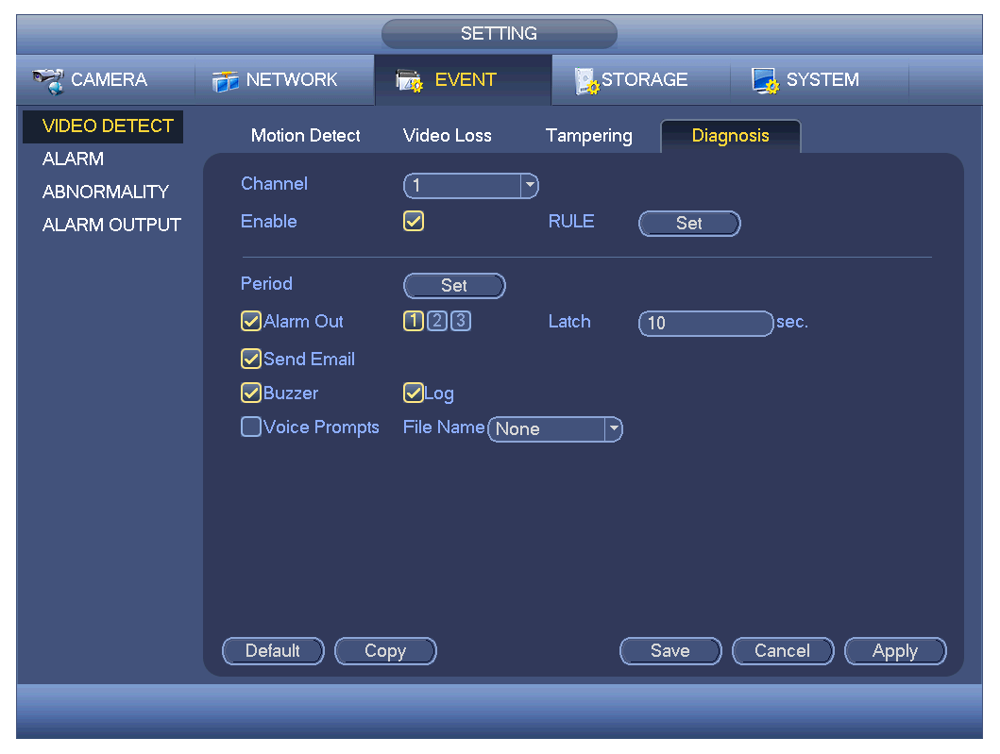 SETTING
CAMERA NETWORK EVENT STORAGE SYSTEM
VIDEO DETECT
ALARM
ABNORMALITY
ALARM OUTPUT
Motion Detect Video Loss Tampering Diagnosis
Channel 1
Enable RULE Set
Period Set
Alarm Out 1 2 3 Latch 10 sec.
Send Email
Buzzer Log
Voice Prompts File Name None
Default Copy Save Cancel Apply